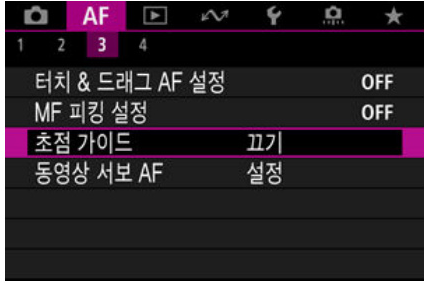 AF
1 2 3 4
터치 & 드래그 AF 설정 OFF
MF 피킹 설정 OFF
초점 가이드 끄기
동영상 서보 AF 설정